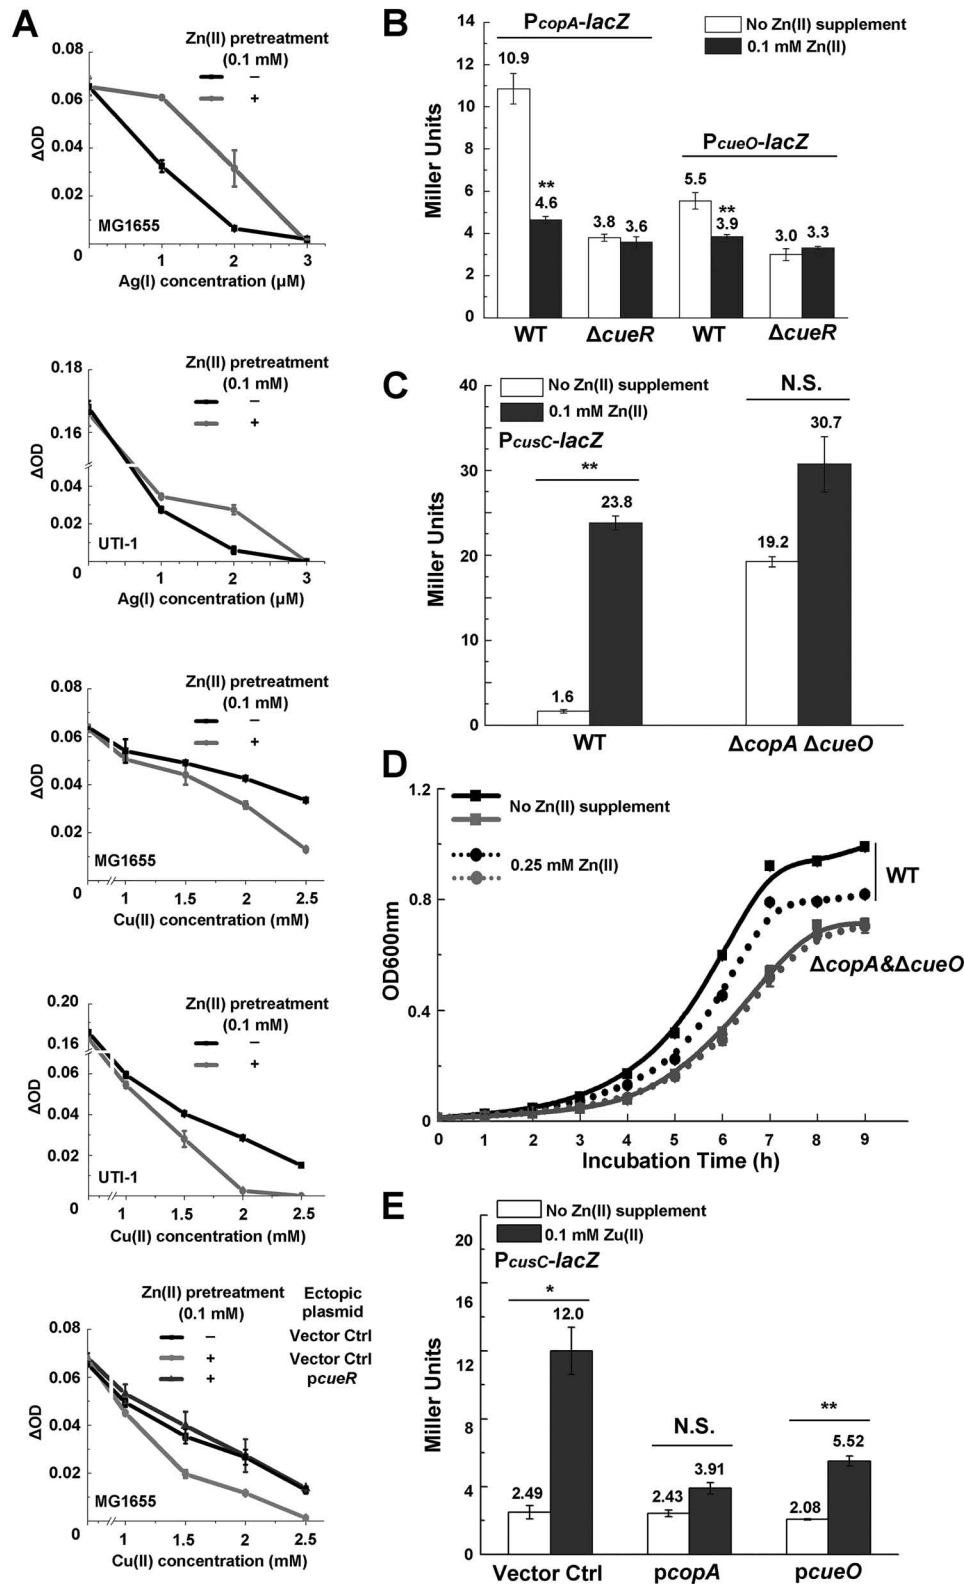 A
Zn(II) pretreatment
(0.1 mM)
−
+
0.08
0.06
0.04
0.02
0
ΔOD
MG1655
1
2
3
Ag(I) concentration (µM)
Zn(II) pretreatment
(0.1 mM)
−
+
0.18
0.16
0.04
0.02
0
ΔOD
UTI-1
1
2
3
Ag(I) concentration (µM)
Zn(II) pretreatment
(0.1 mM)
−
+
0.08
0.06
0.04
0.02
0
ΔOD
MG1655
1
1.5
2
2.5
Cu(II) concentration (mM)
Zn(II) pretreatment
(0.1 mM)
−
+
0.20
0.16
0.06
0.04
0.02
0
ΔOD
UTI-1
1
1.5
2
2.5
Cu(II) concentration (mM)
Zn(II) pretreatment
(0.1 mM)
Ectopic
plasmid
− Vector Ctrl
+ Vector Ctrl
+ pcueR
0.08
0.06
0.04
0.02
0
ΔOD
MG1655
1
1.5
2
2.5
Cu(II) concentration (mM)
B
No Zn(II) supplement
0.1 mM Zn(II)
PcopA-lacZ
PcueO-lacZ
14
12
10
8
6
4
2
0
Miller Units
10.9
**
4.6
3.8
3.6
5.5
**
3.9
3.0
3.3
WT
ΔcueR
WT
ΔcueR
C
No Zn(II) supplement
0.1 mM Zn(II)
PcusC-lacZ
N.S.
**
40
30
20
10
0
Miller Units
1.6
23.8
19.2
30.7
WT
ΔcopA ΔcueO
D
No Zn(II) supplement
0.25 mM Zn(II)
1.2
0.8
0.4
0
OD600nm
WT
ΔcopA&ΔcueO
0 1 2 3 4 5 6 7 8 9
Incubation Time (h)
E
No Zn(II) supplement
0.1 mM Zu(II)
PcusC-lacZ
20
16
12
8
4
0
Miller Units
*
2.49
12.0
N.S.
2.43
3.91
**
2.08
5.52
Vector Ctrl
pcopA
pcueO